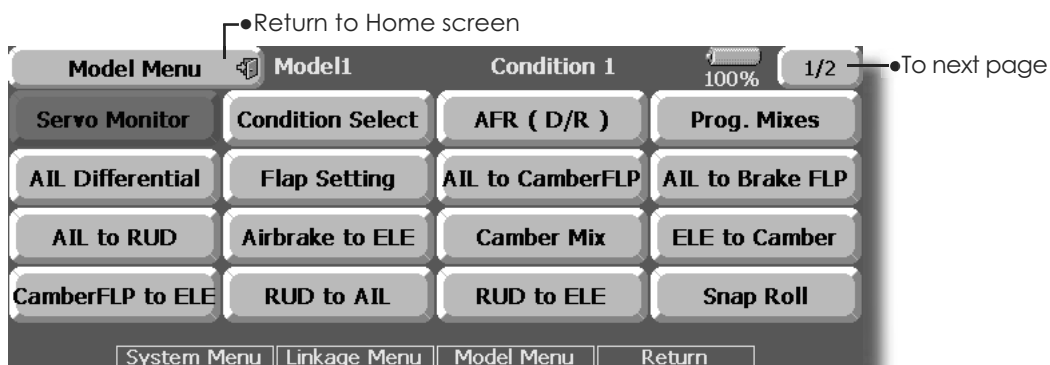 ●Return to Home screen
Model Menu Model1 Condition 1 100% 1/2 ●To next page
Servo Monitor Condition Select AFR ( D/R ) Prog. Mixes
AIL Differential Flap Setting AIL to CamberFLP AIL to Brake FLP
AIL to RUD Airbrake to ELE Camber Mix ELE to Camber
CamberFLP to ELE RUD to AIL RUD to ELE Snap Roll
System Menu Linkage Menu Model Menu Return